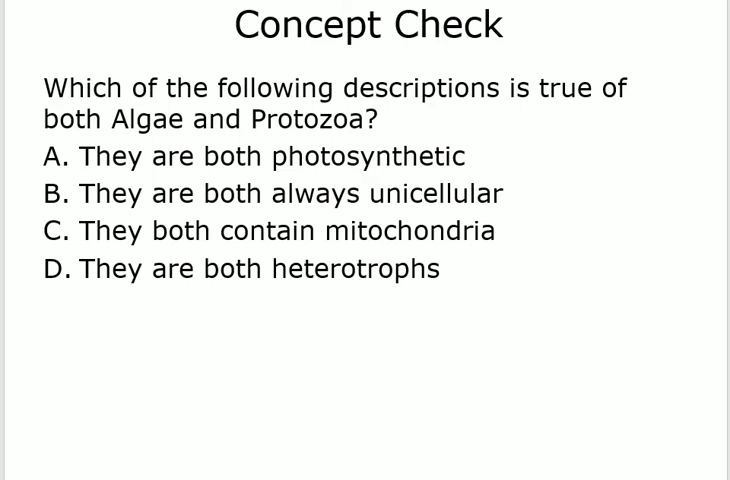 Concept Check
Which of the following descriptions is true of
both Algae and Protozoa?
A. They are both photosynthetic
B. They are both always unicellular
C. They both contain mitochondria
D. They are both heterotrophs